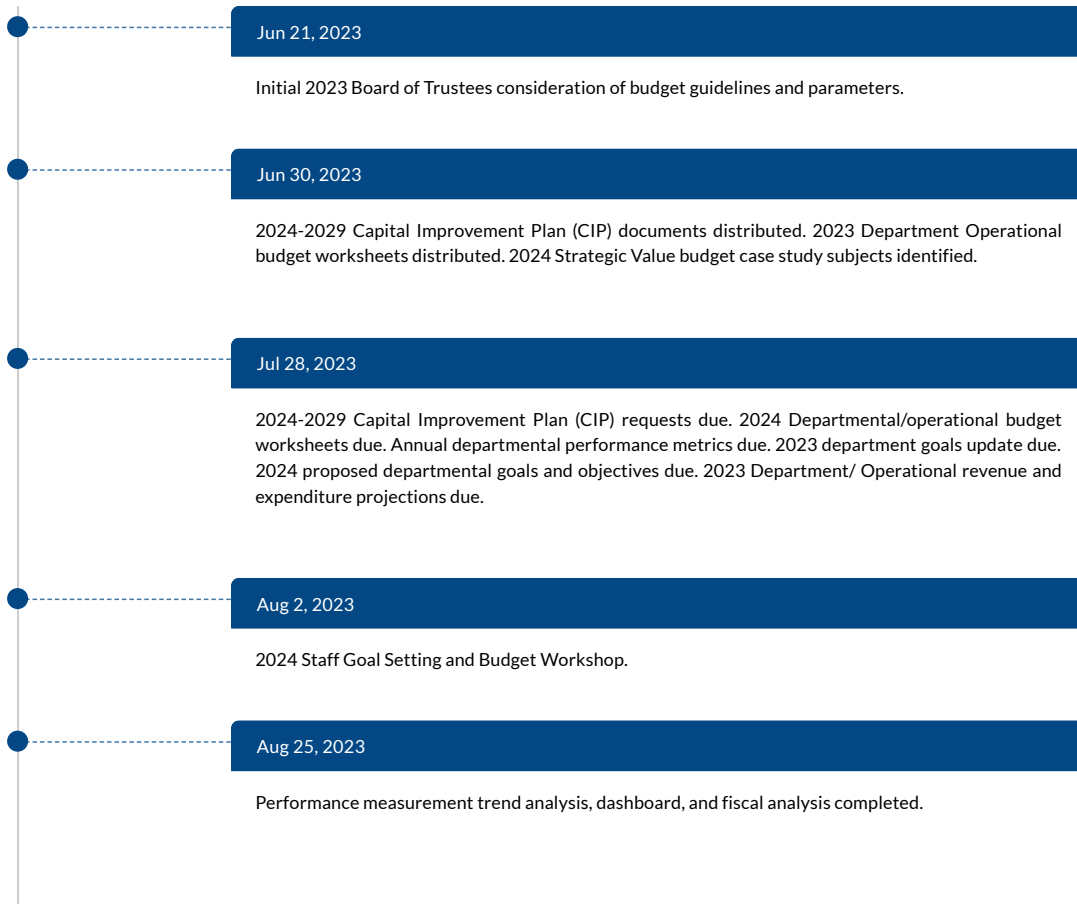 Jun 21, 2023
Initial 2023 Board of Trustees consideration of budget guidelines and parameters.
Jun 30, 2023
2024-2029 Capital Improvement Plan (CIP) documents distributed. 2023 Department Operational
budget worksheets distributed. 2024 Strategic Value budget case study subjects identified.
Jul 28, 2023
2024-2029 Capital Improvement Plan (CIP) requests due. 2024 Departmental/operational budget
worksheets due. Annual departmental performance metrics due. 2023 department goals update due.
2024 proposed departmental goals and objectives due. 2023 Department/ Operational revenue and
expenditure projections due.
Aug 2, 2023
2024 Staff Goal Setting and Budget Workshop.
Aug 25, 2023
Performance measurement trend analysis, dashboard, and fiscal analysis completed.